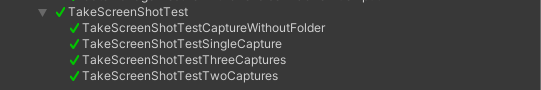 TakeScreenShotTest
TakeScreenShotTestCaptureWithoutFolder
TakeScreenShotTestSingleCapture
TakeScreenShotTestThreeCaptures
TakeScreenShotTestTwoCaptures